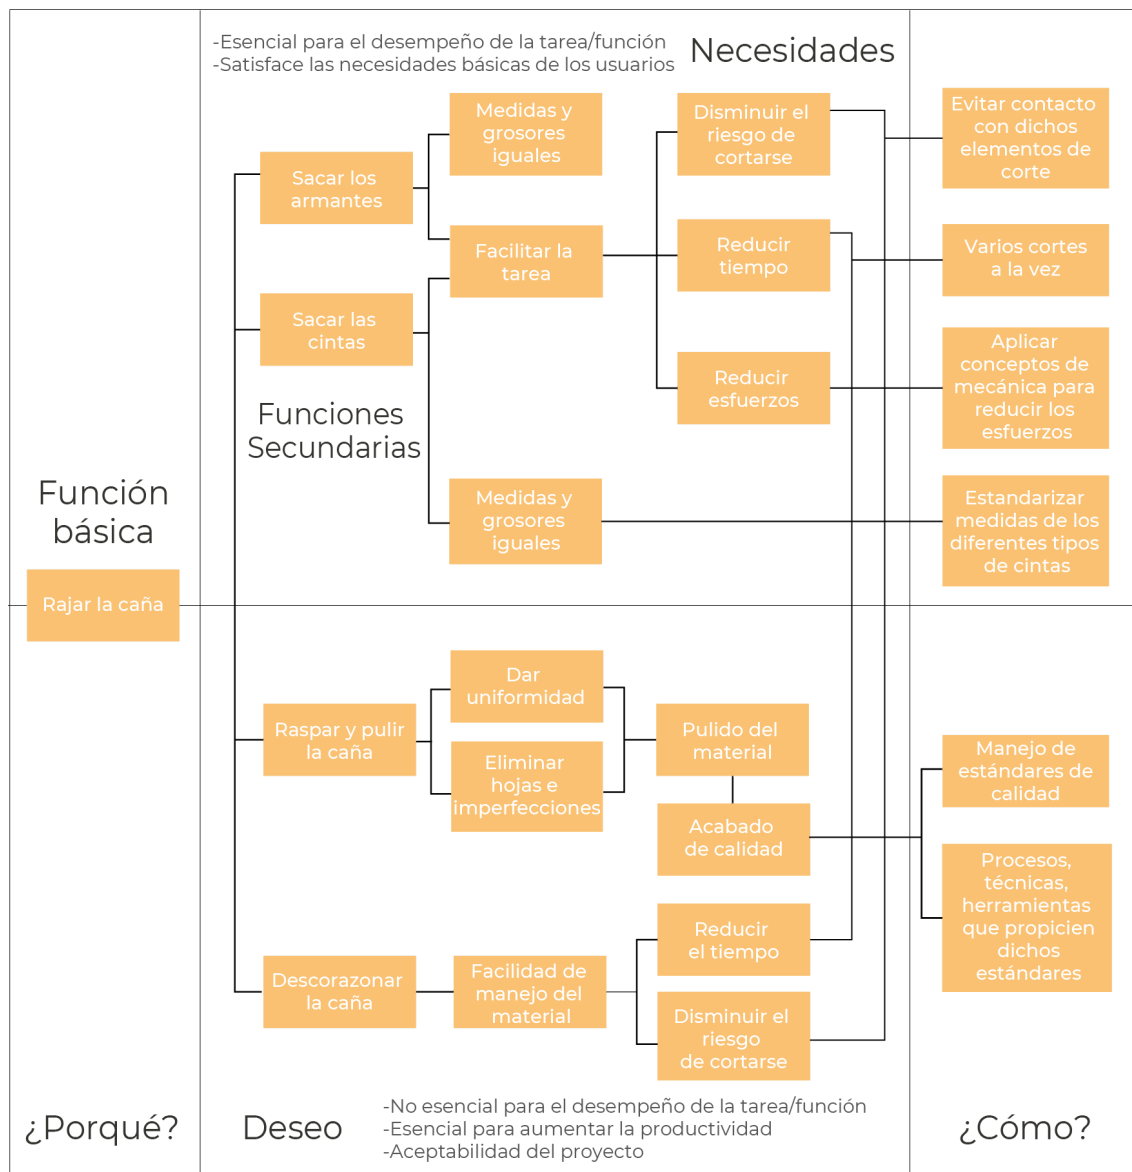 -Esencial para el desempeño de la tarea/función
-Satisface las necesidades básicas de los usuarios
Necesidades
Medidas y
grosores
iguales
Disminuir el
riesgo de
cortarse
Evitar contacto
con dichos
elementos de
corte
Sacar los
armantes
Facilitar la
tarea
Reducir
tiempo
Varios cortes
a la vez
Sacar las
cintas
Reducir
esfuerzos
Aplicar
conceptos de
mecánica para
reducir los
esfuerzos
Funciones
Secundarias
Función
básica
Medidas y
grosores
iguales
Estandarizar
medidas de los
diferentes tipos
de cintas
Rajar la caña
Dar
uniformidad
Raspar y pulir
la caña
Eliminar
hojas e
imperfecciones
Pulido del
material
Acabado
de calidad
Manejo de
estándares de
calidad
Procesos,
técnicas,
herramientas
que propicien
dichos
estándares
Reducir
el tiempo
Descorazonar
la caña
Facilidad de
manejo del
material
Disminuir el
riesgo
de cortarse
¿Porqué?
Deseo
-No esencial para el desempeño de la tarea/función
-Esencial para aumentar la productividad
-Aceptabilidad del proyecto
¿Cómo?